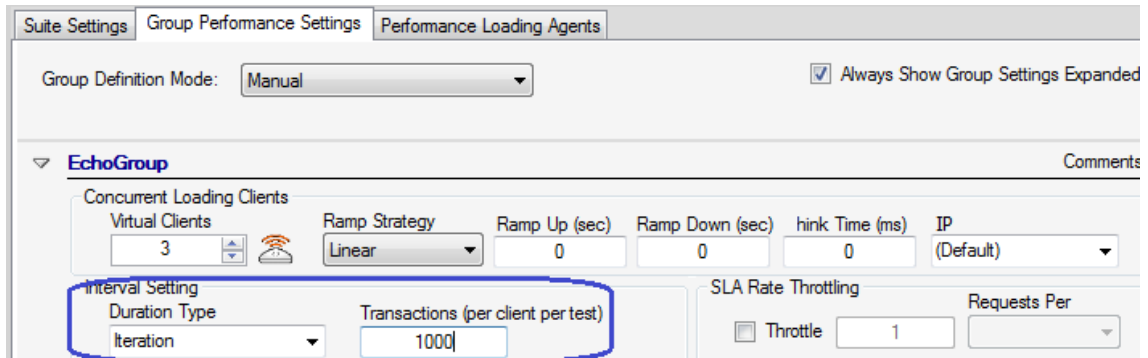 Suite Settings Group Performance Settings Performance Loading Agents
Group Definition Mode: Manual Always Show Group Settings Expanded
EchoGroup Comments
Concurrent Loading Clients
Virtual Clients Ramp Strategy Ramp Up (sec) Ramp Down (sec) hink Time (ms) IP
3 Linear 0 0 0 (Default)
Interval Setting SLA Rate Throttling
Duration Type Transactions (per client per test) Requests Per
Iteration 1000 Throttle 1